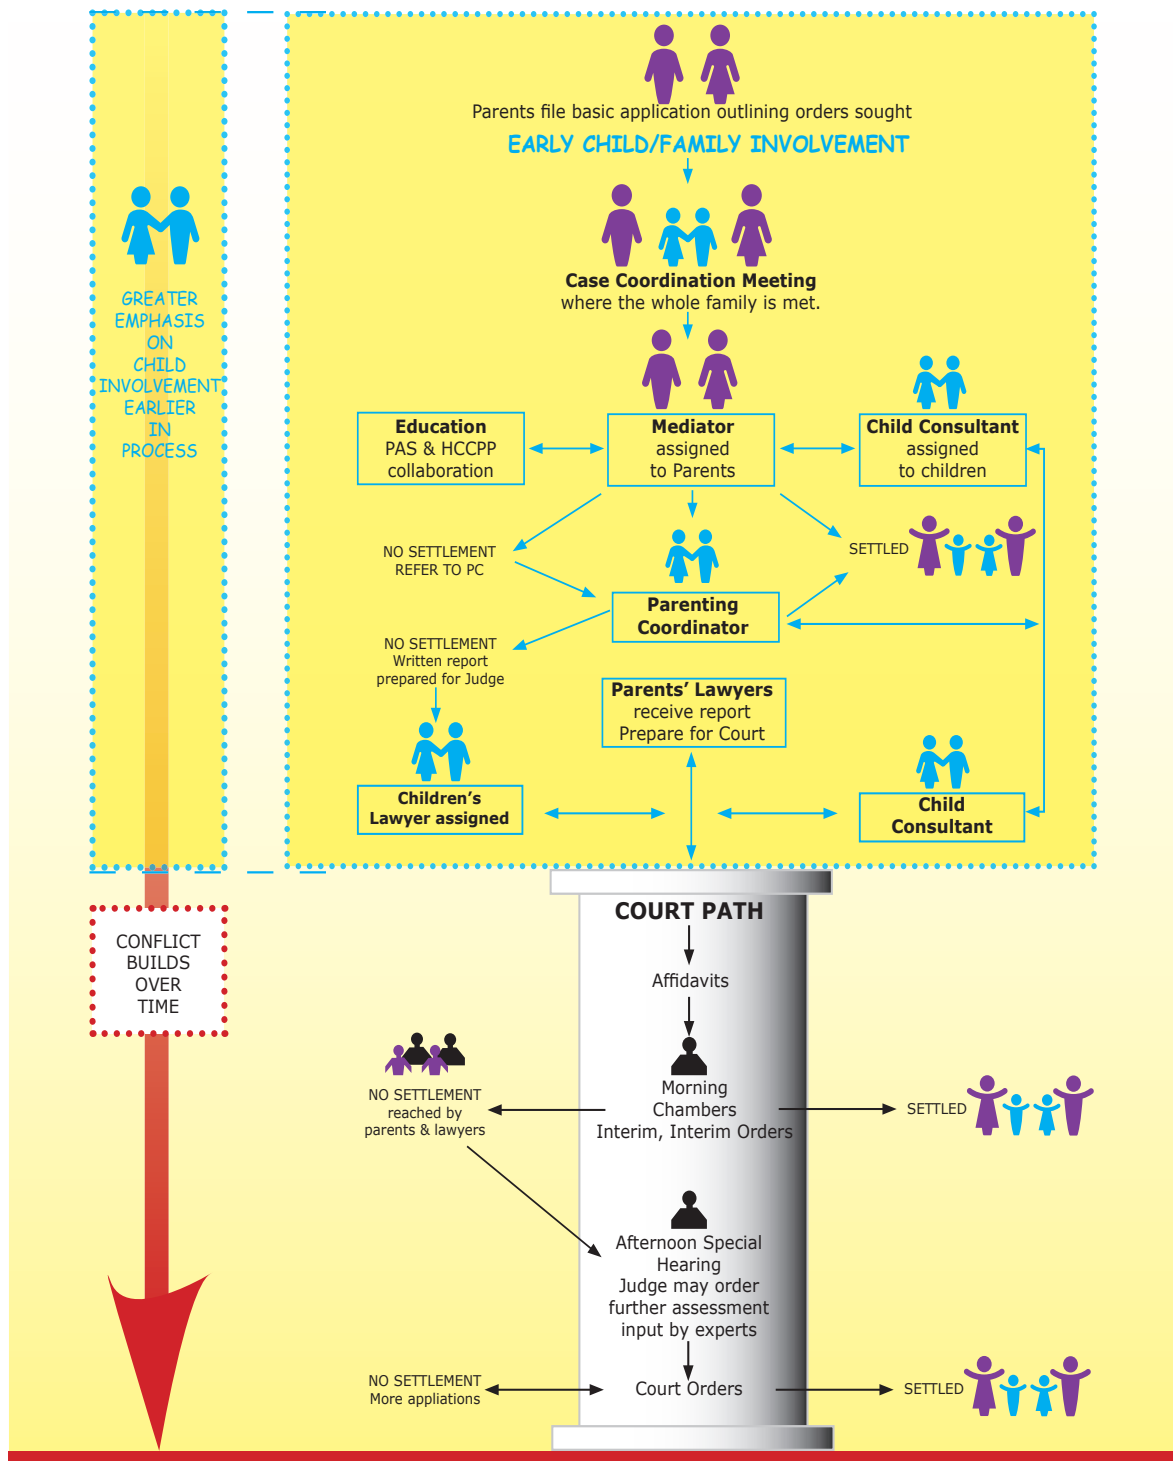 Parents file basic application outlining orders sought
EARLY CHILD/FAMILY INVOLVEMENT
Case Coordination Meeting
where the whole family is met.
GREATER
EMPHASIS
ON
CHILD
INVOLVEMENT
EARLIER
IN
PROCESS
Education
PAS & HCCPP
collaboration
Mediator
assigned
to Parents
Child Consultant
assigned
to children
NO SETTLEMENT
REFER TO PC
SETTLED
Parenting
Coordinator
NO SETTLEMENT
Written report
prepared for Judge
Parents’ Lawyers
receive report
Prepare for Court
Children’s
Lawyer assigned
Child
Consultant
CONFLICT
BUILDS
OVER
TIME
COURT PATH
Affidavits
Morning
Chambers
Interim, Interim Orders
NO SETTLEMENT
reached by
parents & lawyers
SETTLED
Afternoon Special
Hearing
Judge may order
further assessment
input by experts
NO SETTLEMENT
More appliations
Court Orders
SETTLED